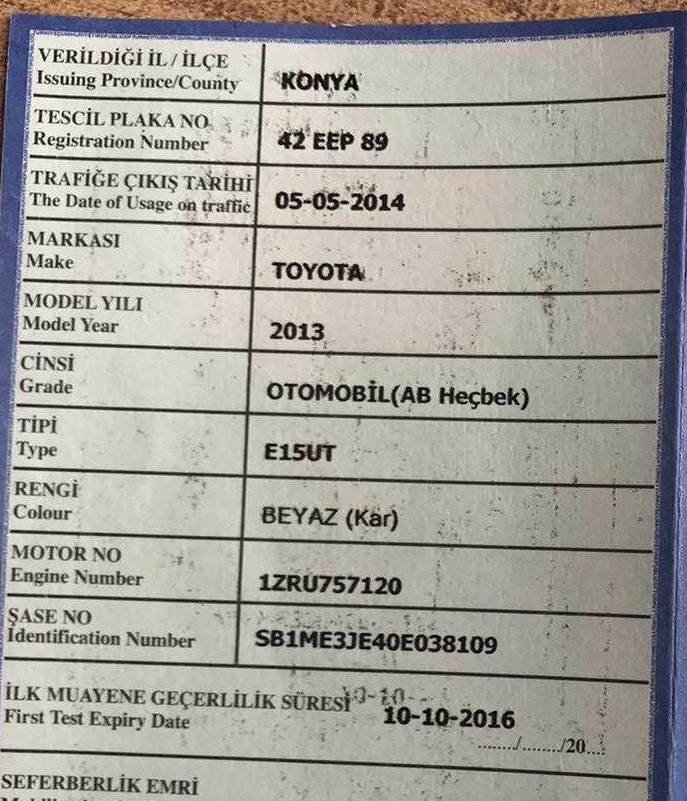 VERİLDİĞİ İL / İLÇE
Issuing Province/County
KONYA
TESCİL PLAKA NO
Registration Number
42 EEP 89
TRAFİĞE ÇIKIŞ TARİHİ
The Date of Usage on traffic
05-05-2014
MARKASI
Make
TOYOTA
MODEL YILI
Model Year
2013
CİNSİ
Grade
OTOMOBİL(AB Heçbek)
TİPİ
Type
E15UT
RENGİ
Colour
BEYAZ (Kar)
MOTOR NO
Engine Number
1ZRU757120
ŞASE NO
Identification Number
SB1ME3JE40E038109
İLK MUAYENE GEÇERLİLİK SÜRESİ
First Test Expiry Date
10-10-2016
......../......../20....
SEFERBERLİK EMRİ